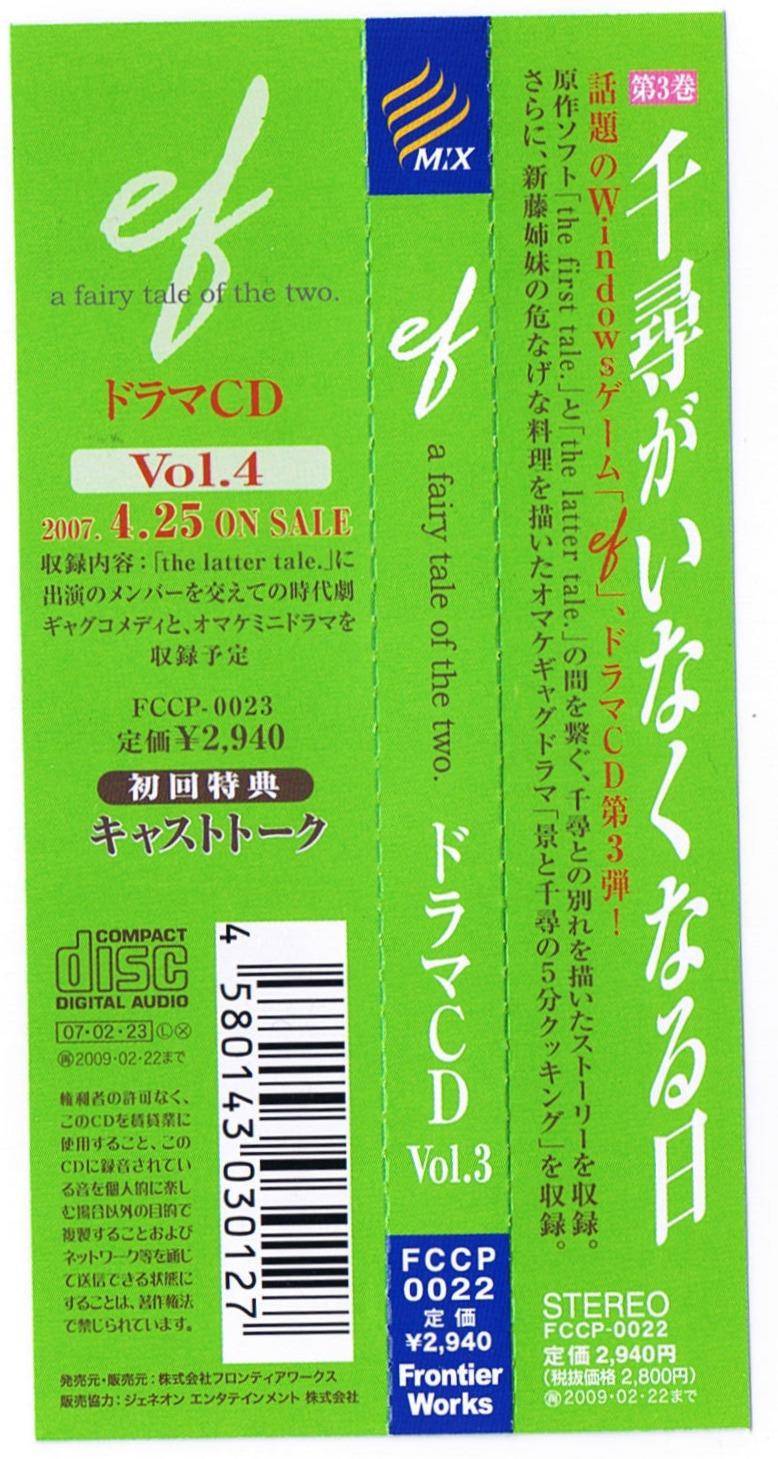 第3巻
千尋がいなくなる日
話題のWindowsゲーム「ef」、ドラマCD第3弾!
原作ソフト「the first tale.」と「the latter tale.」の間を繋ぐ、千尋との別れを描いたストーリーを収録。
さらに、新藤姉妹の危なげな料理を描いたオマケギャグドラマ「景と千尋の5分クッキング」を収録。
STEREO
FCCP-0022
定価 2,940円
(税抜価格 2,800円)
Ⓡ2009・02・22まで
M:X
ef
a fairy tale of the two.
ドラマCD
Vol.3
FCCP
0022
定価
¥2,940
Frontier
Works
ef
a fairy tale of the two.
ドラマCD
Vol.4
2007. 4.25 ON SALE
収録内容:「the latter tale.」に
出演のメンバーを交えての時代劇
ギャグコメディと、オマケミニドラマを
収録予定
FCCP-0023
定価¥2,940
初回特典
キャストトーク
COMPACT
disc
DIGITAL AUDIO
07・02・23 Ⓛⓧ
Ⓡ2009・02・22まで
権利者の許可なく、
このCDを賃貸業に
使用すること、この
CDに録音されてい
る音を個人的に楽し
む場合以外の目的で
複製することおよび
ネットワーク等を通じ
て送信できる状態に
することは、著作権法
で禁じられています。
4 580143 030127
発売元・販売元:株式会社フロンティアワークス
販売協力:ジェネオン エンタテインメント 株式会社